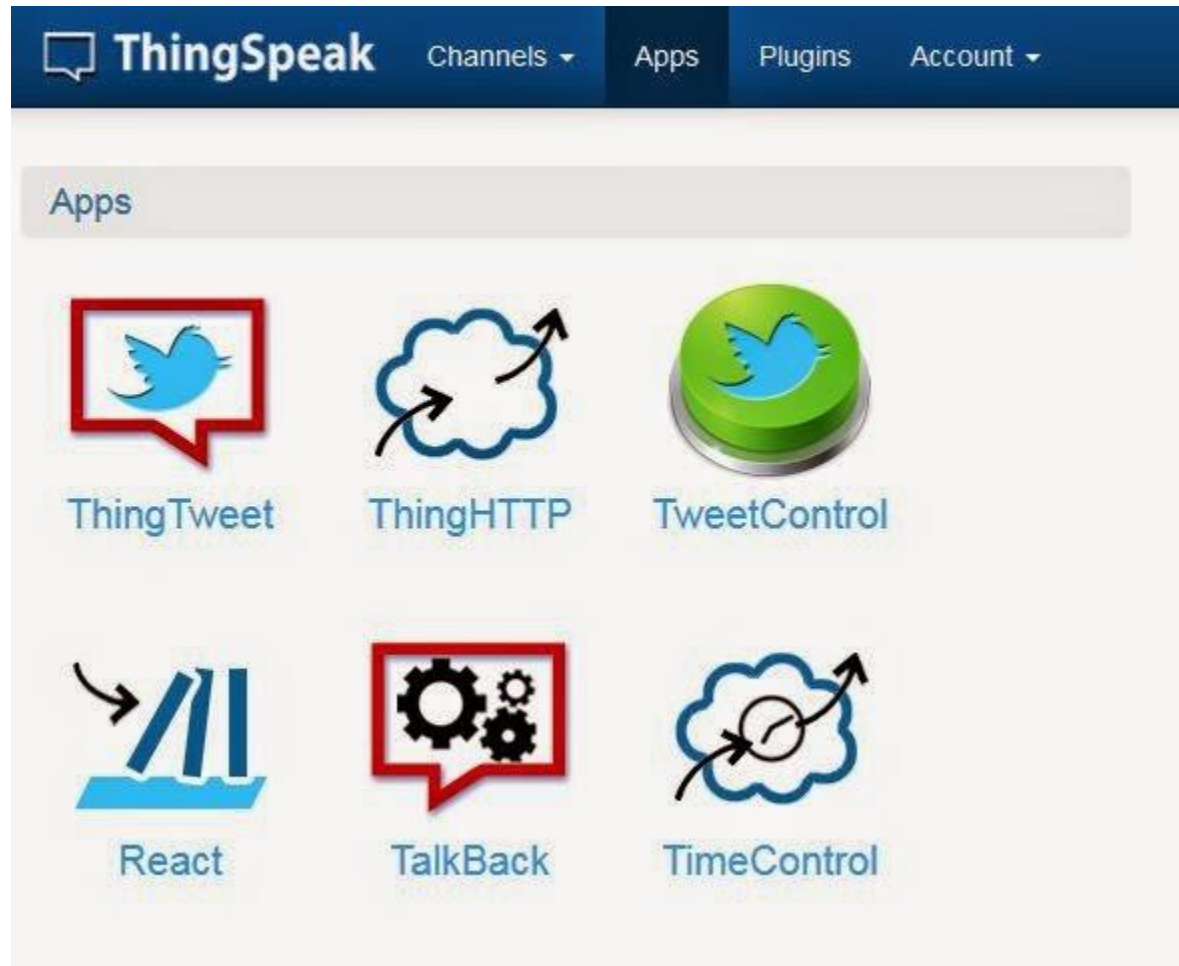 ThingSpeak Channels Apps Plugins Account
Apps
ThingTweet ThingHTTP TweetControl
React TalkBack TimeControl